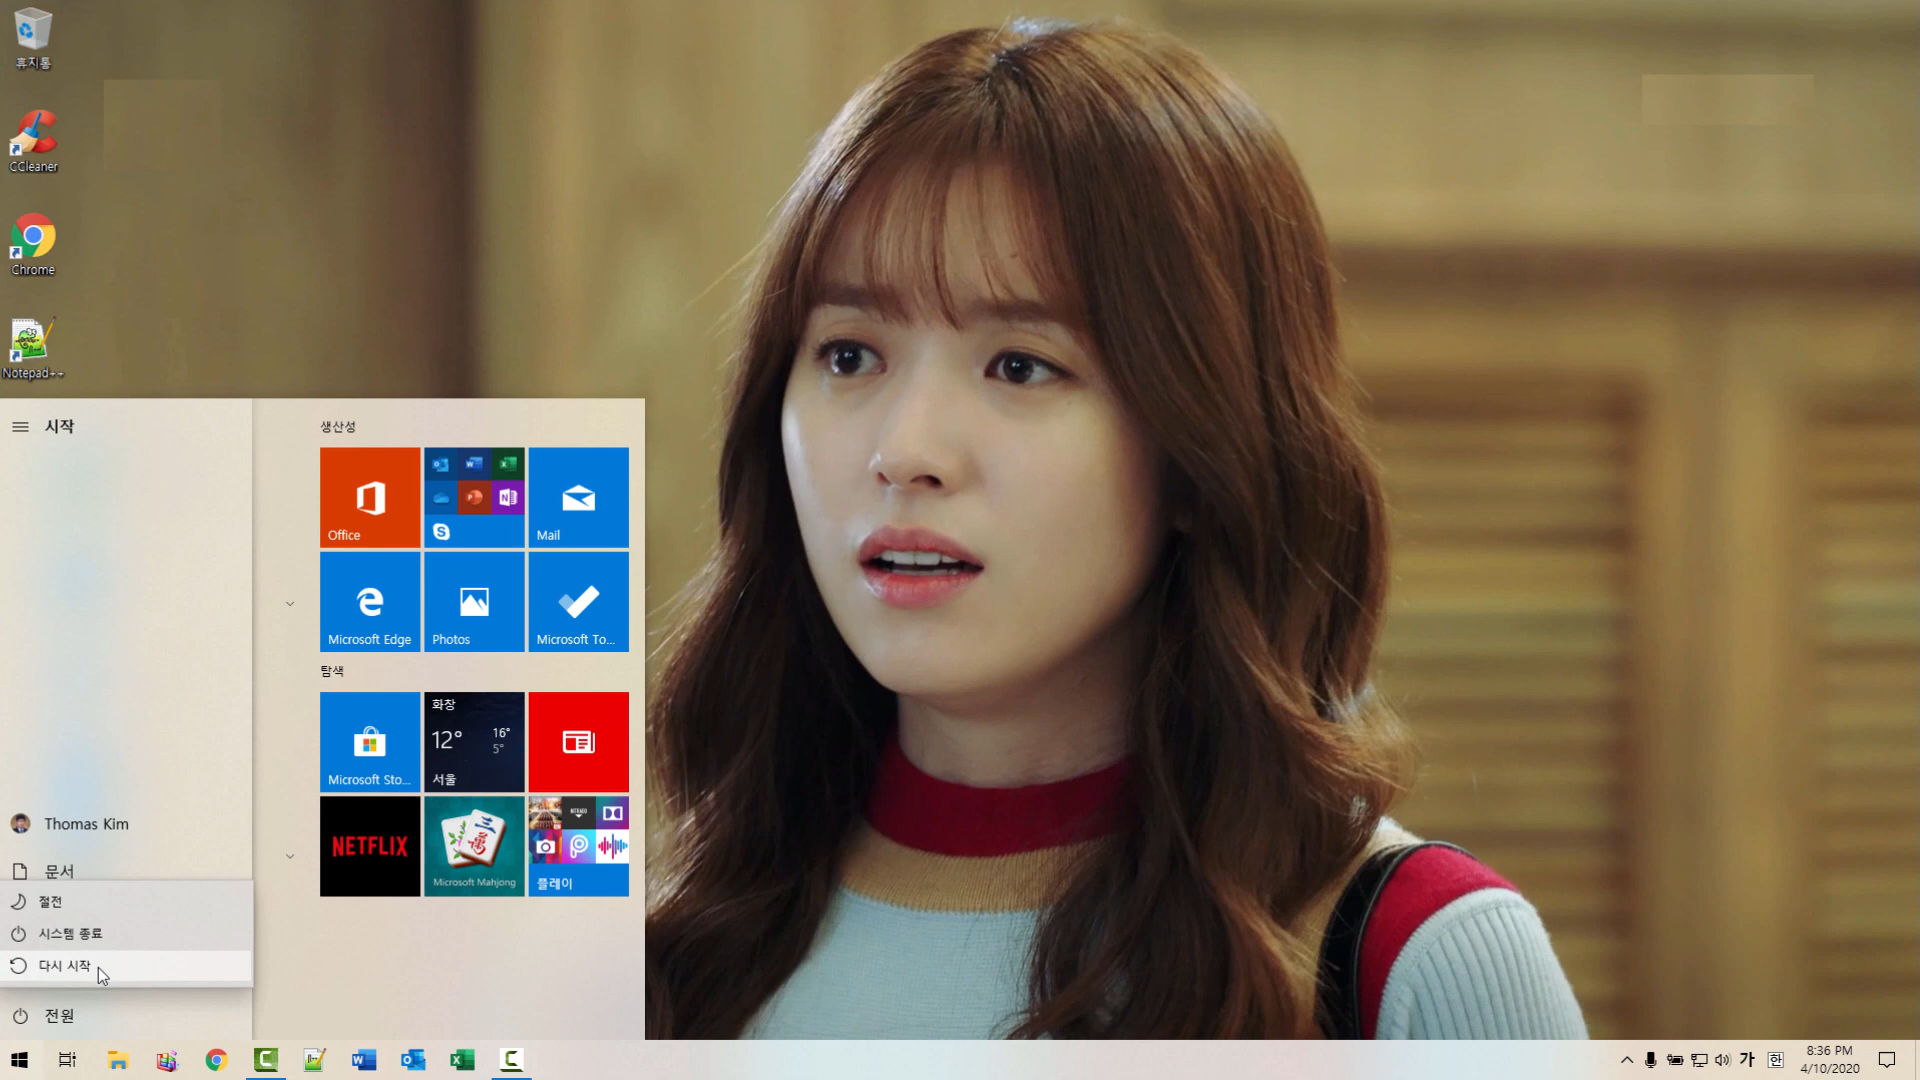 휴지통
CCleaner
Chrome
Notepad++
시작
Thomas Kim
문서
절전
시스템 종료
다시 시작
전원
생산성
Office
Mail
Microsoft Edge
Photos
Microsoft To...
탐색
Microsoft Sto...
화창
12°
16°
5°
서울
NETFLIX
Microsoft Mahjong
플레이
가
한
8:36 PM
4/10/2020